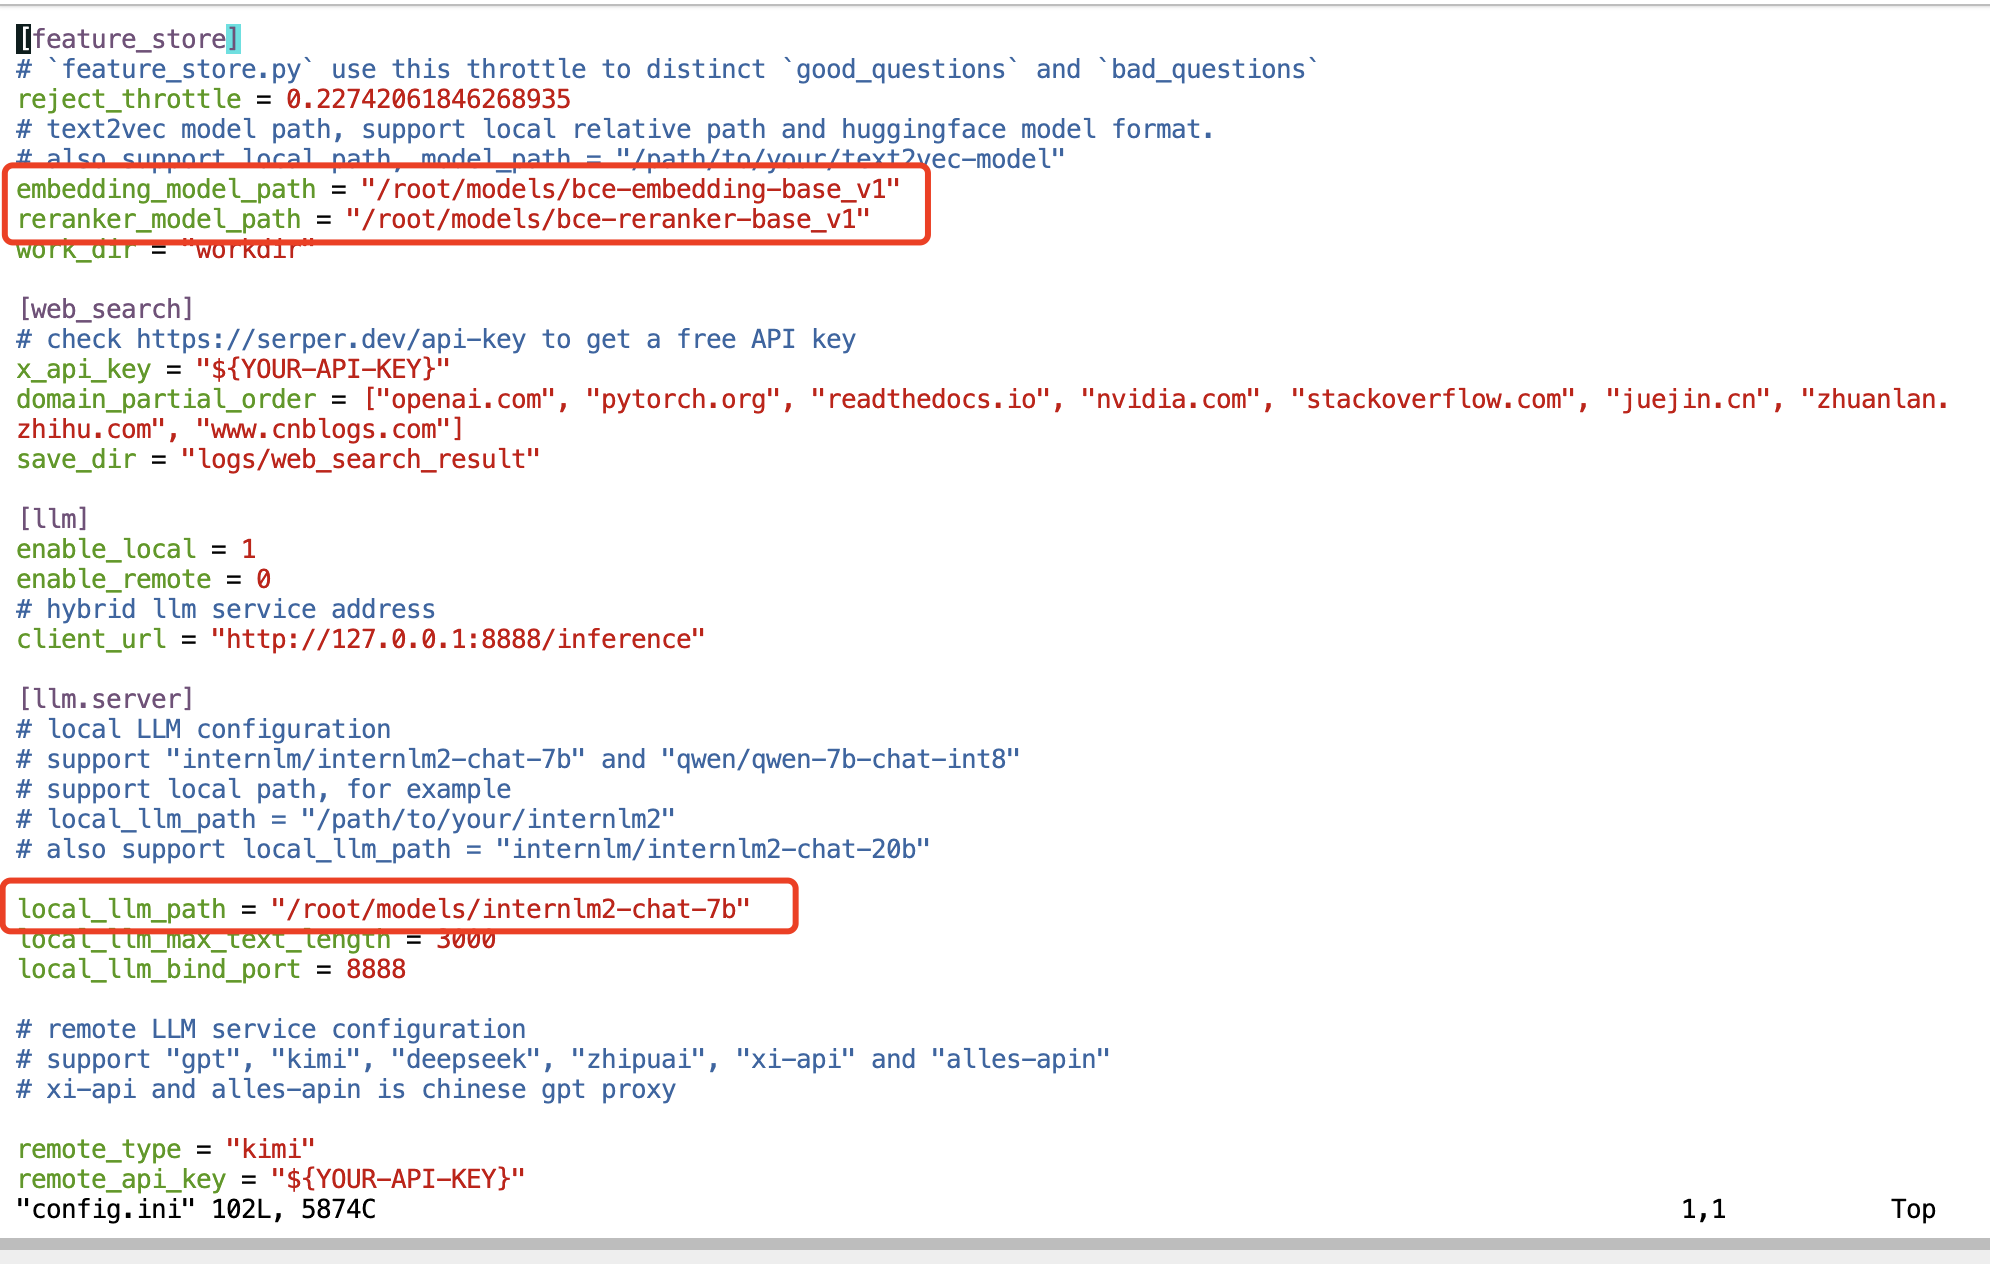 [feature_store]
# `feature_store.py` use this throttle to distinct `good_questions` and `bad_questions`
reject_throttle = 0.22742061846268935
# text2vec model path, support local relative path and huggingface model format.
# also support local path, model_path = "/path/to/your/text2vec-model"
embedding_model_path = "/root/models/bce-embedding-base_v1"
reranker_model_path = "/root/models/bce-reranker-base_v1"
work_dir = "workdir"
[web_search]
# check https://serper.dev/api-key to get a free API key
x_api_key = "${YOUR-API-KEY}"
domain_partial_order = ["openai.com", "pytorch.org", "readthedocs.io", "nvidia.com", "stackoverflow.com", "juejin.cn", "zhuanlan.
zhihu.com", "www.cnblogs.com"]
save_dir = "logs/web_search_result"
[llm]
enable_local = 1
enable_remote = 0
# hybrid llm service address
client_url = "http://127.0.0.1:8888/inference"
[llm.server]
# local LLM configuration
# support "internlm/internlm2-chat-7b" and "qwen/qwen-7b-chat-int8"
# support local path, for example
# local_llm_path = "/path/to/your/internlm2"
# also support local_llm_path = "internlm/internlm2-chat-20b"
local_llm_path = "/root/models/internlm2-chat-7b"
local_llm_max_text_length = 3000
local_llm_bind_port = 8888
# remote LLM service configuration
# support "gpt", "kimi", "deepseek", "zhipuai", "xi-api" and "alles-apin"
# xi-api and alles-apin is chinese gpt proxy
remote_type = "kimi"
remote_api_key = "${YOUR-API-KEY}"
"config.ini" 102L, 5874C 1,1 Top